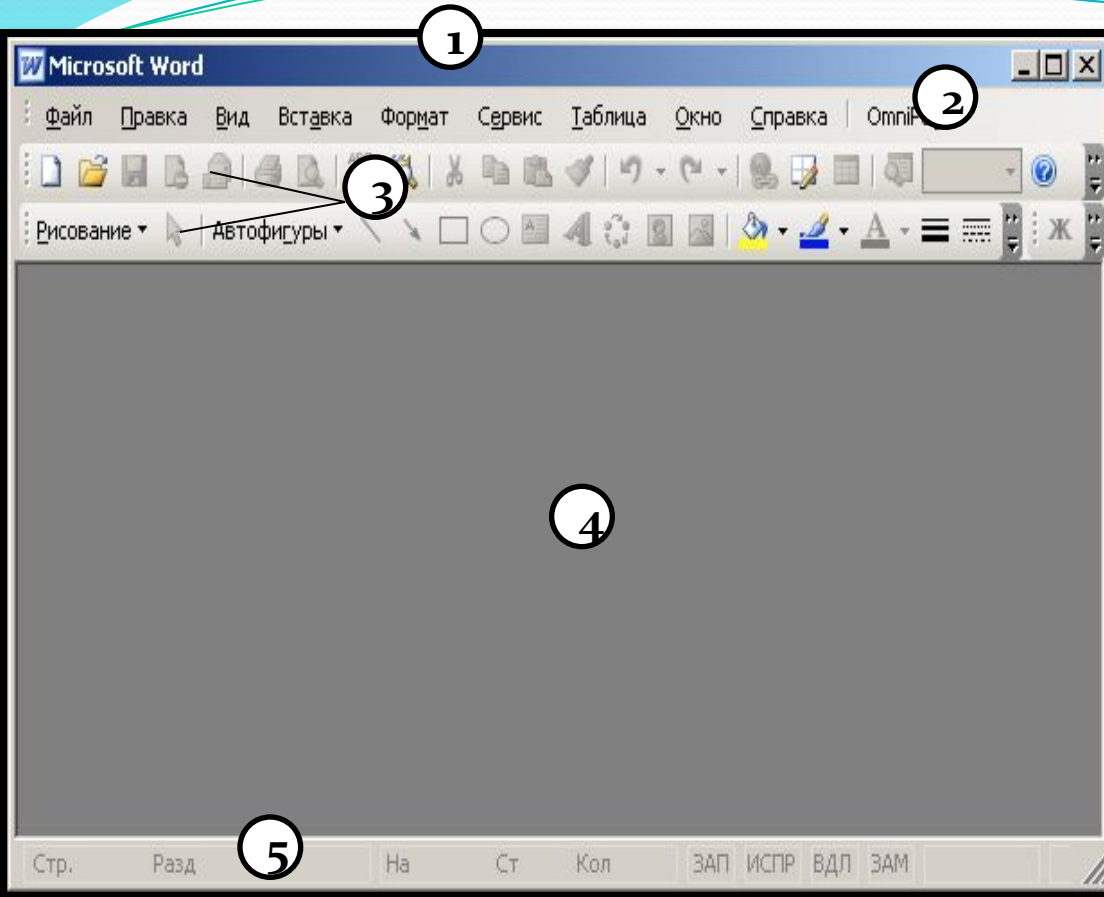 1
Microsoft Word
2
Файл Правка Вид Вставка Формат Сервис Таблица Окно Справка
3
Рисование Автофигуры А Ж
4
5
Стр. Разд На Ст Кол ЗАП ИСПР ВДЛ ЗАМ